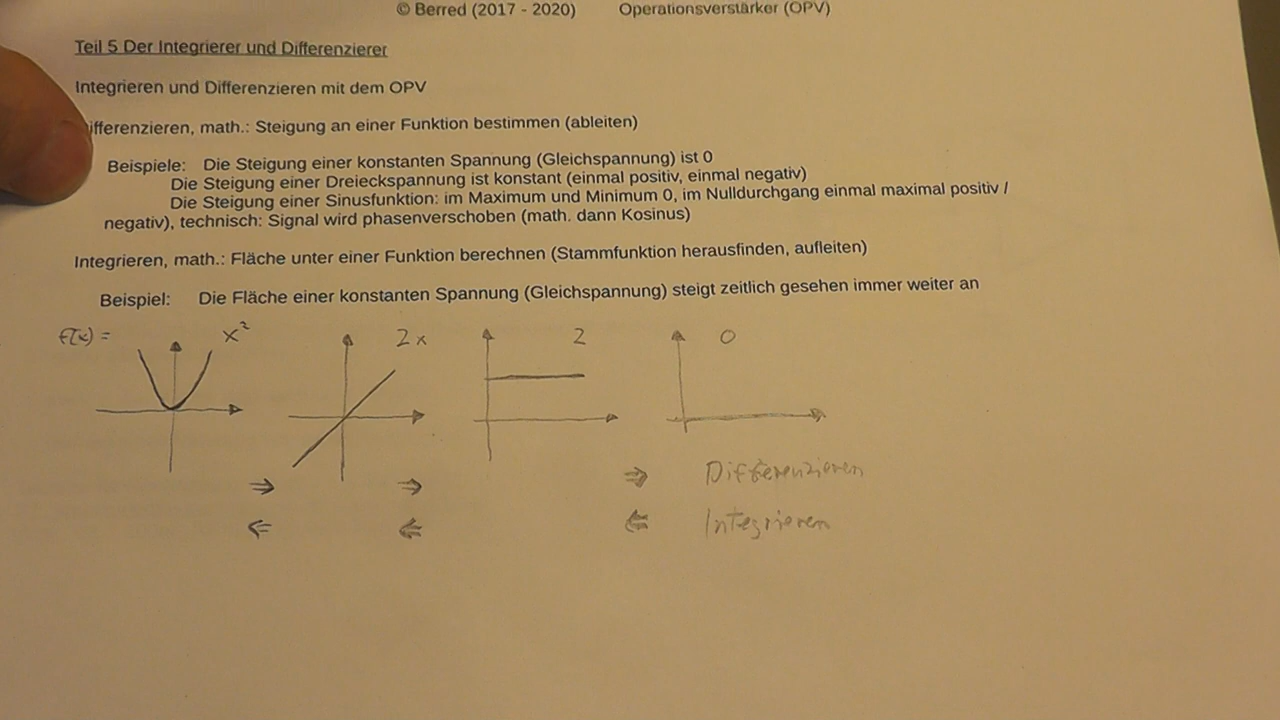 © Berred (2017 - 2020) Operationsverstärker (OPV)
Teil 5 Der Integrierer und Differenzierer
Integrieren und Differenzieren mit dem OPV
ifferenzieren, math.: Steigung an einer Funktion bestimmen (ableiten)
Beispiele: Die Steigung einer konstanten Spannung (Gleichspannung) ist 0
Die Steigung einer Dreieckspannung ist konstant (einmal positiv, einmal negativ)
Die Steigung einer Sinusfunktion: im Maximum und Minimum 0, im Nulldurchgang einmal maximal positiv /
negativ), technisch: Signal wird phasenverschoben (math. dann Kosinus)
Integrieren, math.: Fläche unter einer Funktion berechnen (Stammfunktion herausfinden, aufleiten)
Beispiel: Die Fläche einer konstanten Spannung (Gleichspannung) steigt zeitlich gesehen immer weiter an
f(x) = x² 2x 2 0
⇒ ⇒ ⇒ Differenzieren
⇐ ⇐ ⇐ Integrieren